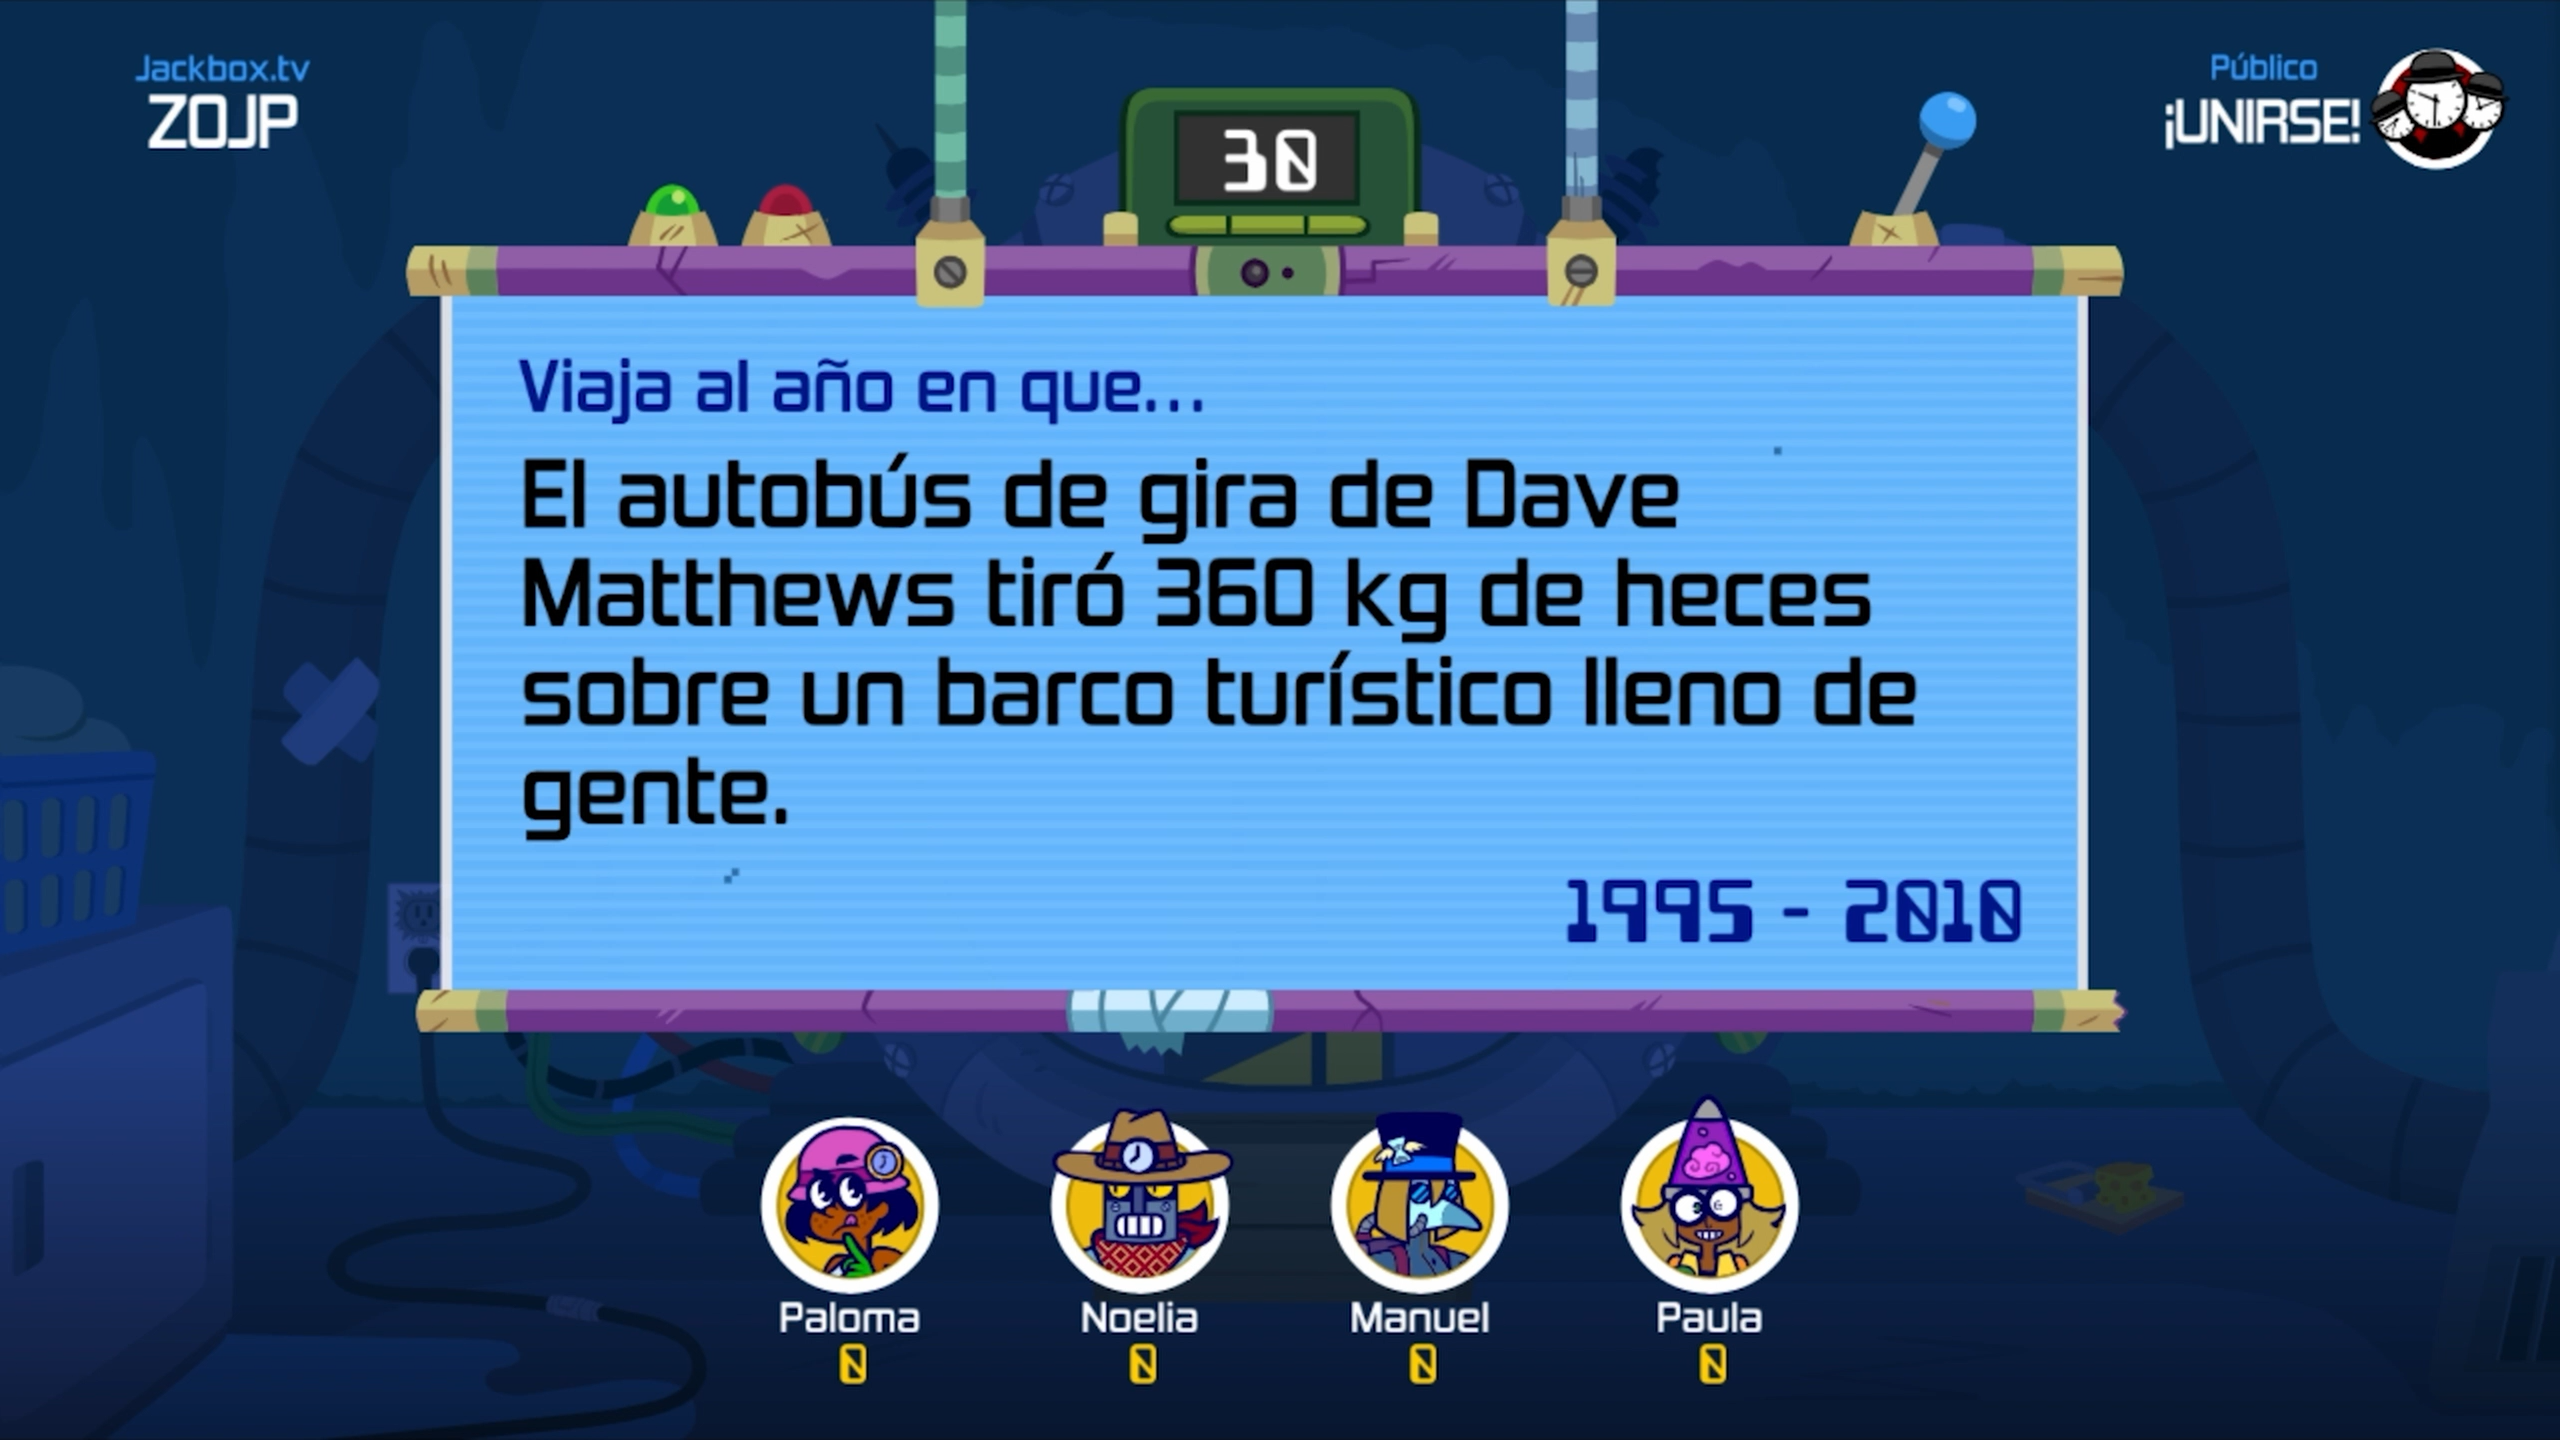 Jackbox.tv
ZOJP
Público
¡UNIRSE!
30
Viaja al año en que...
El autobús de gira de Dave
Matthews tiró 360 kg de heces
sobre un barco turístico lleno de
gente.
1995 - 2010
Paloma
Noelia
Manuel
Paula
0
0
0
0